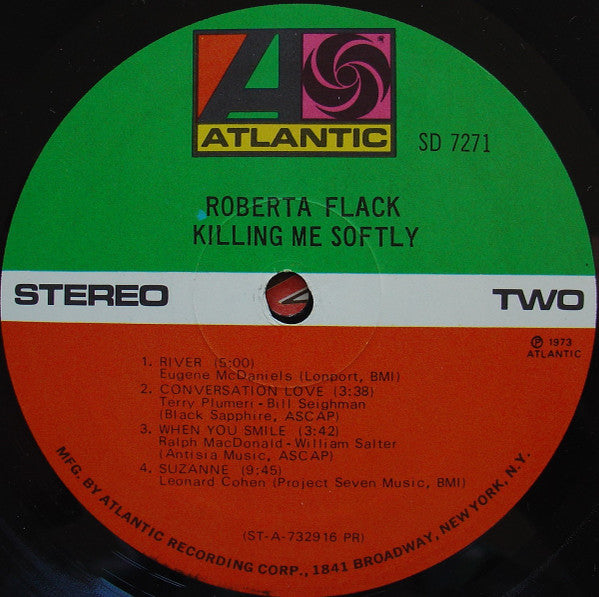 ATLANTIC
SD 7271
ROBERTA FLACK
KILLING ME SOFTLY
STEREO
TWO
℗ 1973
ATLANTIC
1. RIVER (5:00)
Eugene McDaniels (Lonport, BMI)
2. CONVERSATION LOVE (3:38)
Terry Plumeri - Bill Seighman
(Black Sapphire, ASCAP)
3. WHEN YOU SMILE (3:42)
Ralph MacDonald - William Salter
(Antisia Music, ASCAP)
4. SUZANNE (9:45)
Leonard Cohen (Project Seven Music, BMI)
(ST-A-732916 PR)
MFG. BY ATLANTIC RECORDING CORP., 1841 BROADWAY, NEW YORK, N.Y.